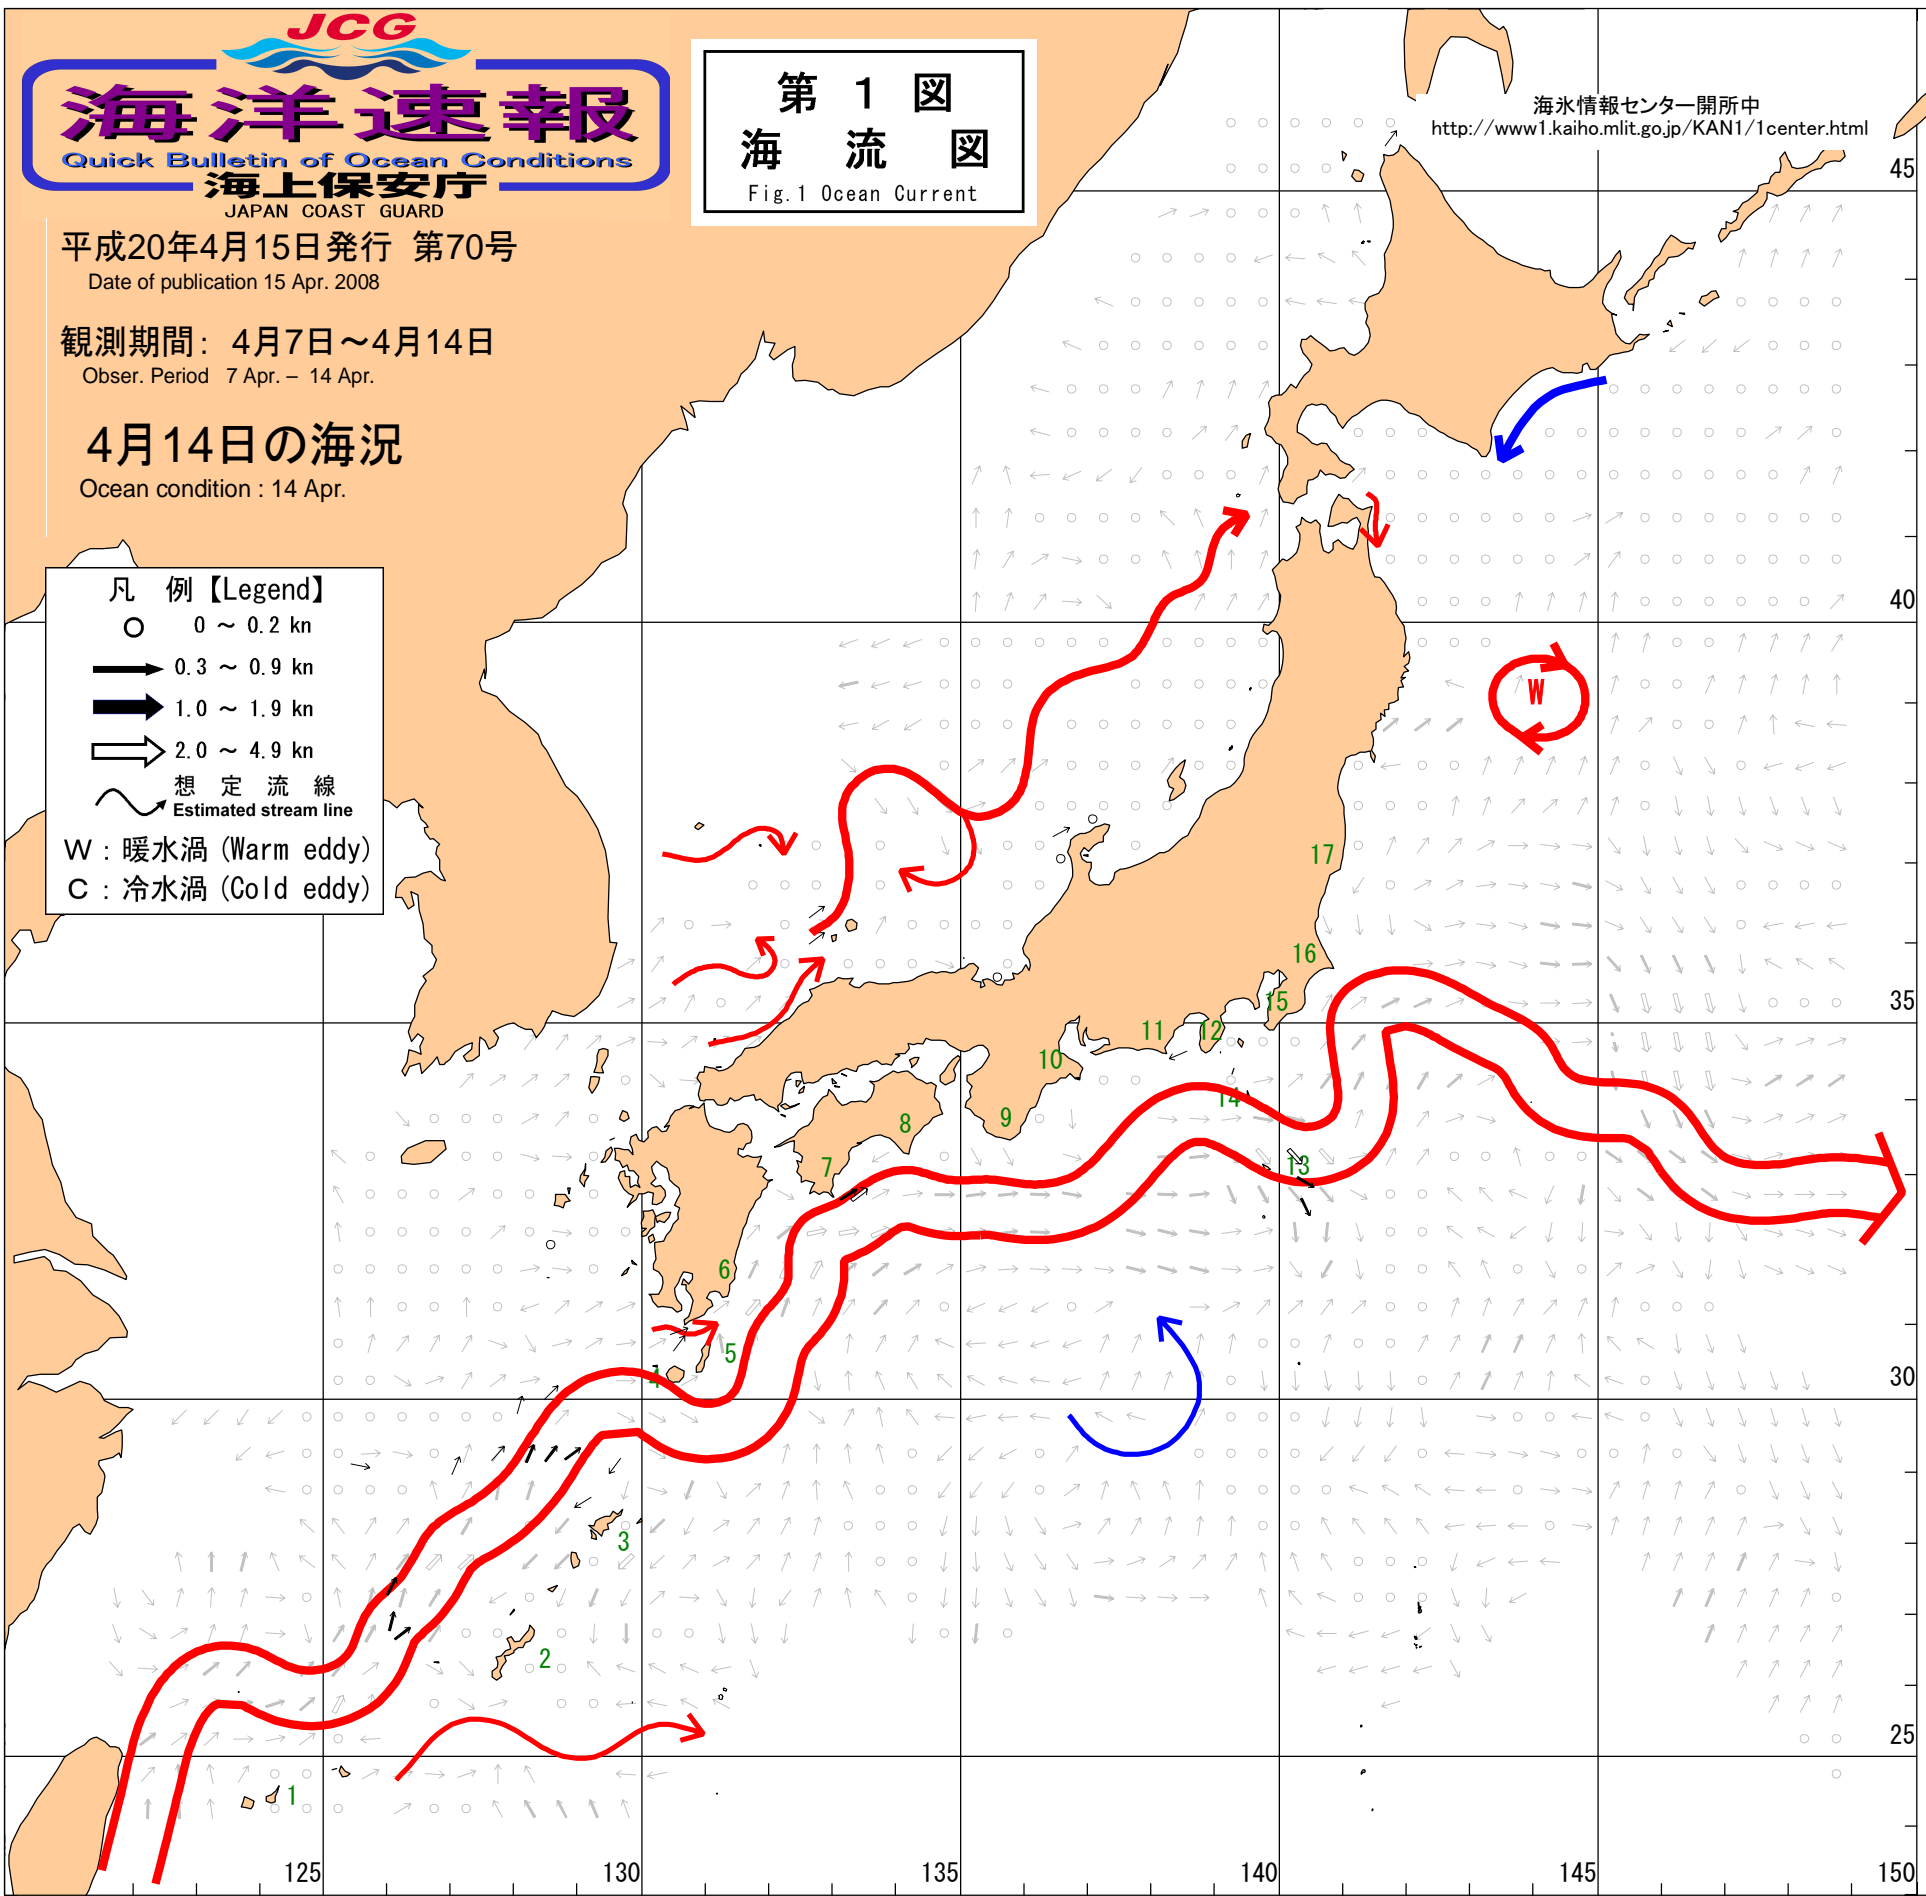 JCG
海洋速報
Quick Bulletin of Ocean Conditions
海上保安庁
JAPAN COAST GUARD
平成20年4月15日発行 第70号
Date of publication 15 Apr. 2008
観測期間: 4月7日～4月14日
Obser. Period 7 Apr. – 14 Apr.
4月14日の海況
Ocean condition : 14 Apr.
第 1 図
海 流 図
Fig.1 Ocean Current
海氷情報センター開所中
http://www1.kaiho.mlit.go.jp/KAN1/1center.html
凡 例【Legend】
0 ～ 0.2 kn
0.3 ～ 0.9 kn
1.0 ～ 1.9 kn
2.0 ～ 4.9 kn
想 定 流 線
Estimated stream line
W : 暖水渦 (Warm eddy)
C : 冷水渦 (Cold eddy)
45
40
W
17
16
35
15
12
11
10
14
9
8
7
13
6
5
4
30
3
2
25
1
125
130
135
140
145
150